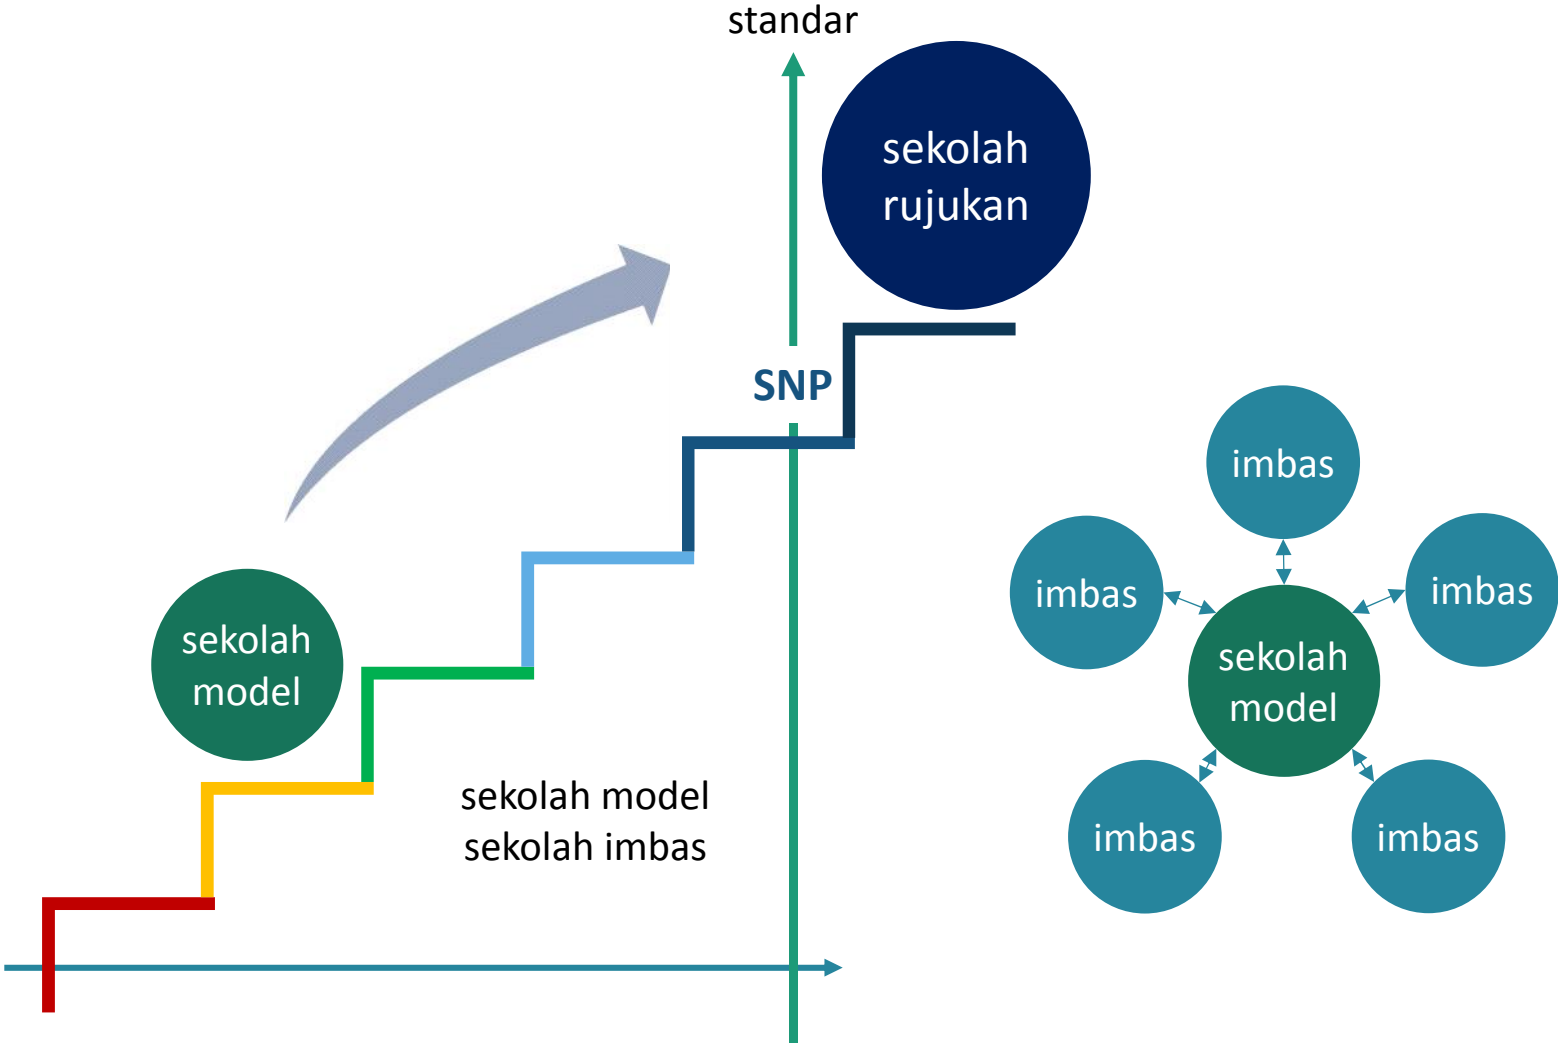 standar
sekolah
rujukan
SNP
sekolah
model
sekolah model
sekolah imbas
imbas
imbas
imbas
sekolah
model
imbas
imbas